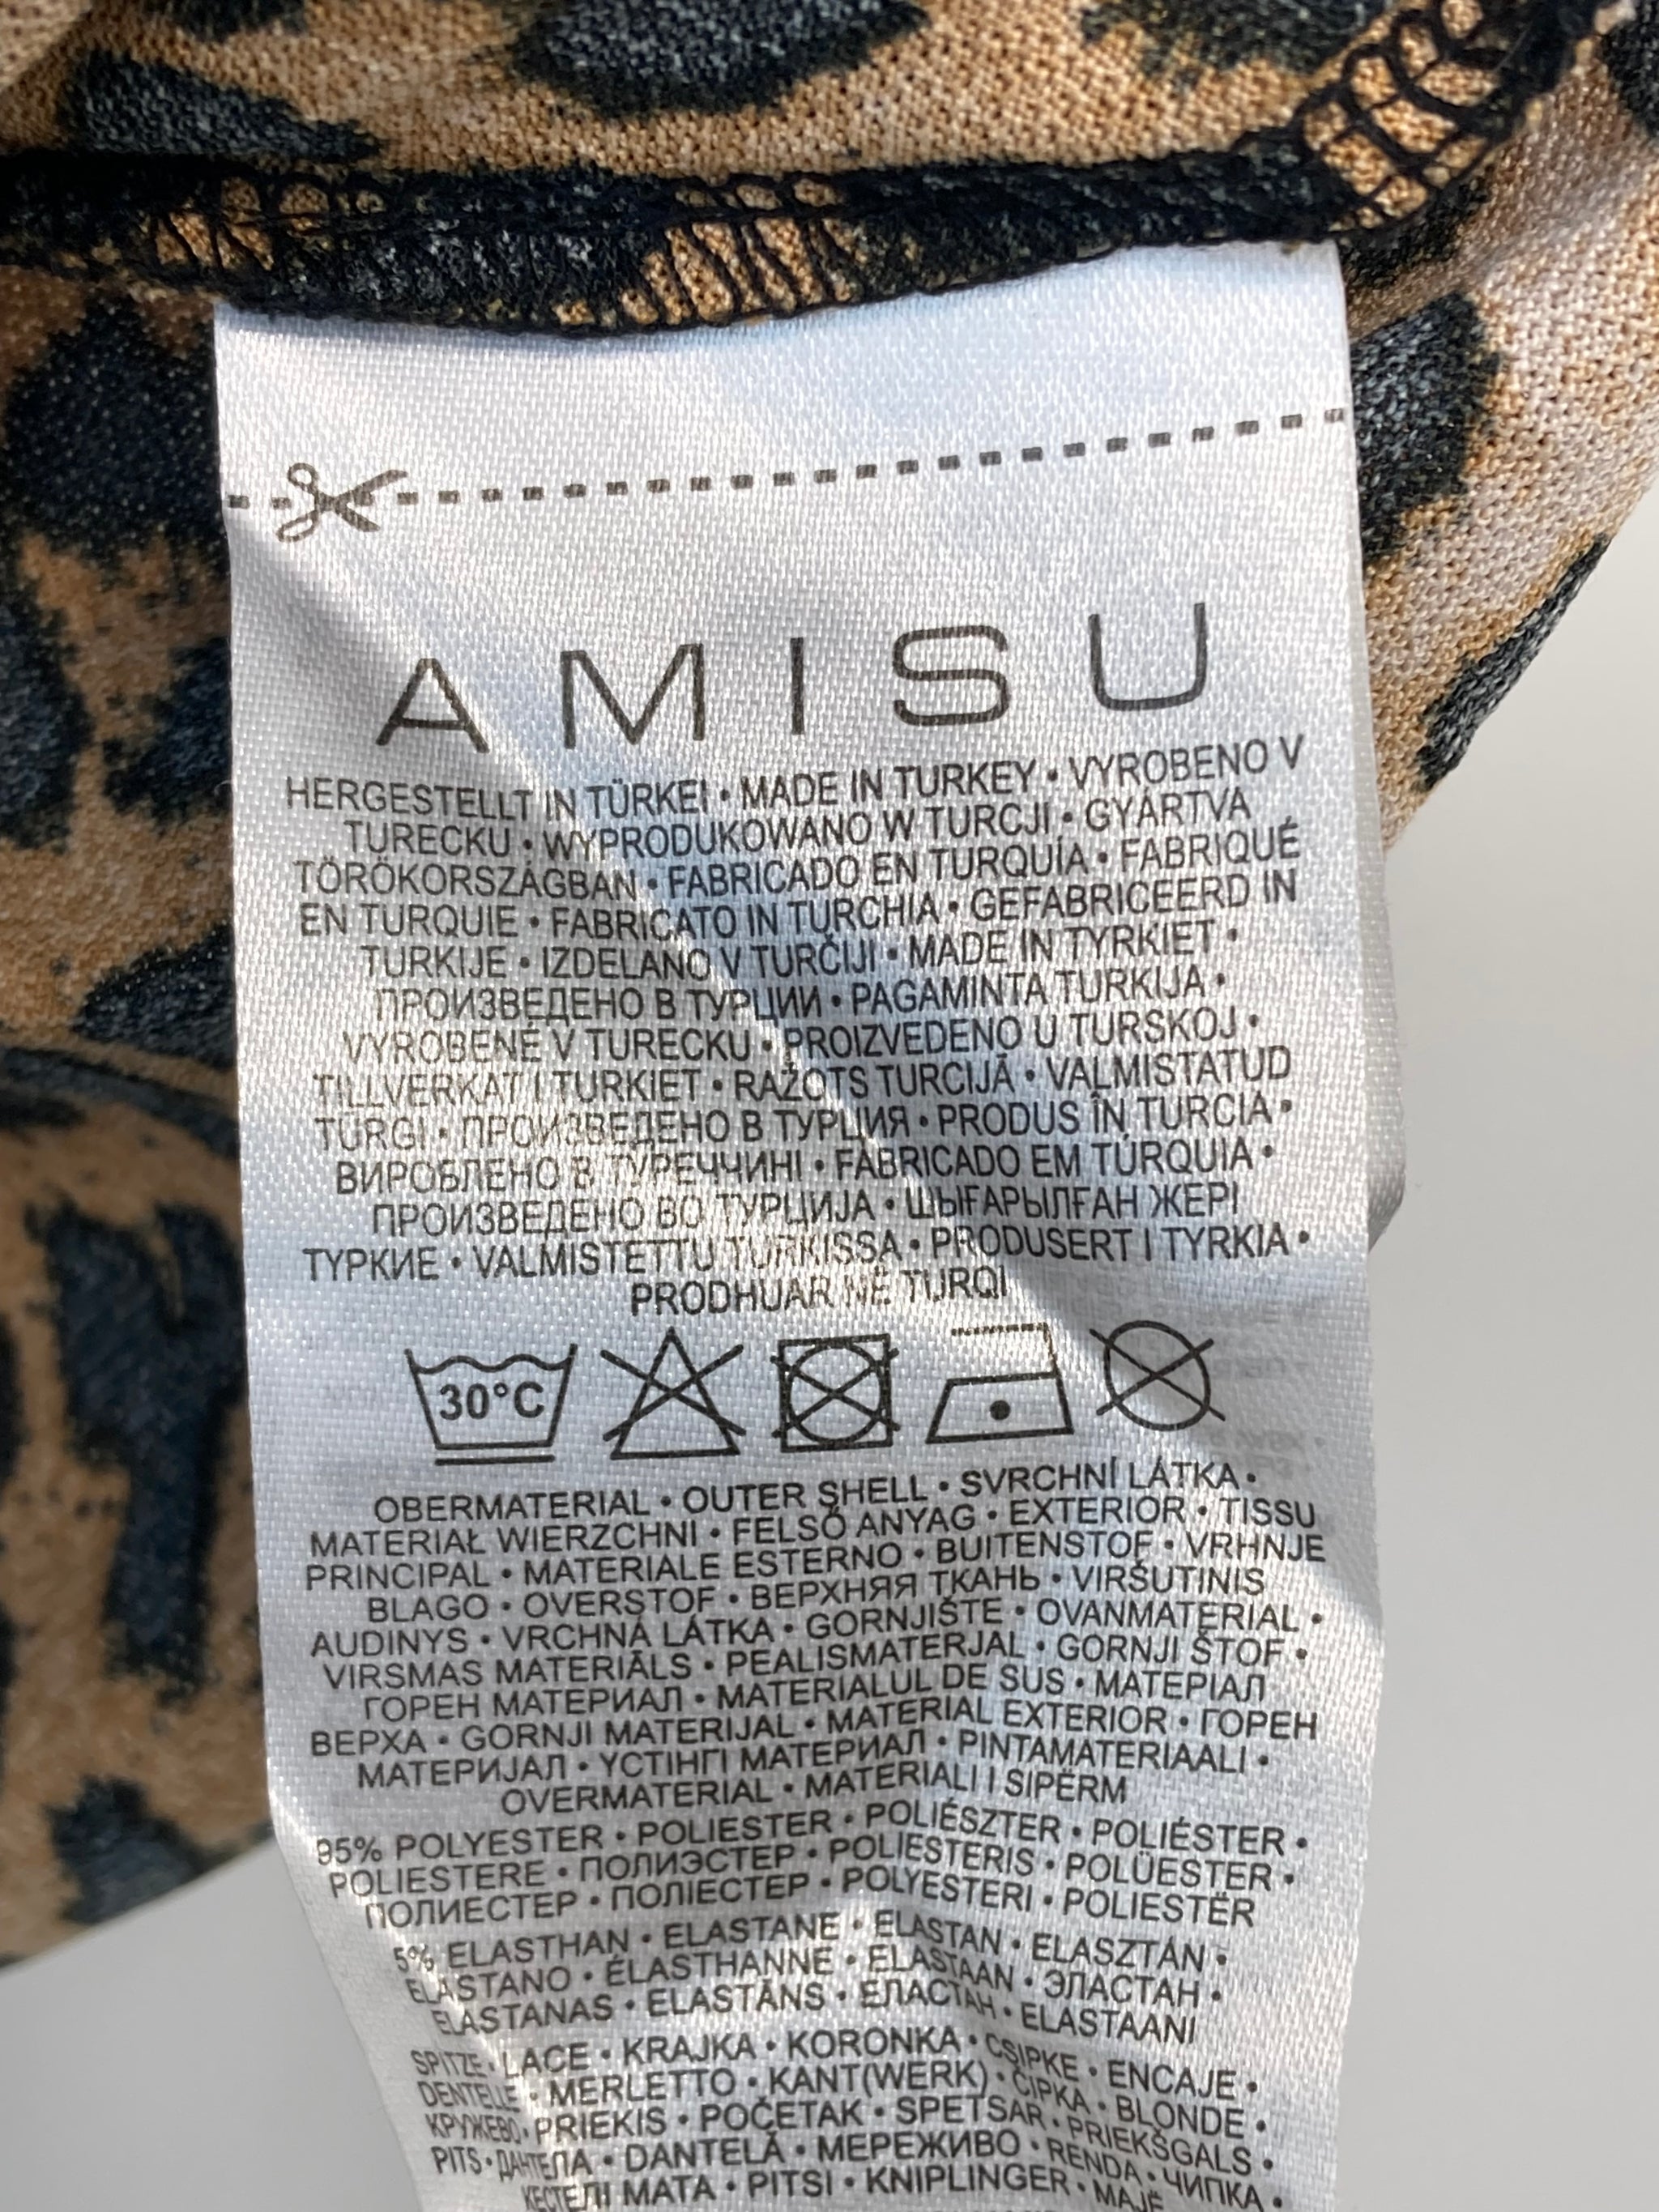 AMISU
HERGESTELLT IN TÜRKEI • MADE IN TURKEY • VYROBENO V
TURECKU • WYPRODUKOWANO W TURCJI • GYÁRTVA
TÖRÖKORSZÁGBAN • FABRICADO EN TURQUÍA • FABRIQUÉ
EN TURQUIE • FABRICATO IN TURCHIA • GEFABRICEERD IN
TURKIJE • IZDELANO V TURČIJI • MADE IN TYRKIET •
ПРОИЗВЕДЕНО В ТУРЦИИ • PAGAMINTA TURKIJA •
VYROBENÉ V TURECKU • PROIZVEDENO U TURSKOJ •
TILLVERKAT I TURKIET • RAŽOTS TURCIJĀ • VALMISTATUD
TÜRGI • ПРОИЗВЕДЕНО В ТУРЦИЯ • PRODUS ÎN TURCIA •
ВИРОБЛЕНО В ТУРЕЧЧИНІ • FABRICADO EM TÚRQUIA •
ПРОИЗВЕДЕНО ВО ТУРЦИЈА • ШЫҒАРЫЛҒАН ЖЕРІ
ТУРКИЕ • VALMISTETTU TURKISSA • PRODUSERT I TYRKIA •
PRODHUAR NË TURQI
30°C
OBERMATERIAL • OUTER SHELL • SVRCHNÍ LÁTKA •
MATERIAŁ WIERZCHNI • FELSŐ ANYAG • EXTERIOR • TISSU
PRINCIPAL • MATERIALE ESTERNO • BUITENSTOF • VRHNJE
BLAGO • OVERSTOF • ВЕРХНЯЯ ТКАНЬ • VIRŠUTINIS
AUDINYS • VRCHNÁ LÁTKA • GORNJIŠTE • OVANMATERIAL •
VIRSMAS MATERIĀLS • PEALISMATERJAL • GORNJI ŠTOF •
ГОРЕН МАТЕРИАЛ • MATERIALUL DE SUS • МАТЕРІАЛ
ВЕРХА • GORNJI MATERIJAL • MATERIAL EXTERIOR • ГОРЕН
МАТЕРИЈАЛ • ҮСТІНГІ МАТЕРИАЛ • PINTAMATERIAALI •
OVERMATERIAL • MATERIALI I SIPËRM
95% POLYESTER • POLIESTER • POLIÉSZTER • POLIÉSTER •
POLIESTERE • ПОЛИЭСТЕР • POLIESTERIS • POLÜESTER •
ПОЛИЕСТЕР • ПОЛІЕСТЕР • POLYESTERI • POLIESTËR
5% ELASTHAN • ELASTANE • ELASTAN • ELASZTÁN •
ELASTANO • ÉLASTHANNE • ELASTAAN • ЭЛАСТАН •
ELASTANAS • ELASTĀNS • ЕЛАСТАН • ELASTAANI
SPITZE • LACE • KRAJKA • KORONKA • CSIPKE • ENCAJE •
DENTELLE • MERLETTO • KANT(WERK) • ČIPKA • BLONDE •
КРУЖЕВО • PRIEKIS • POČETAK • SPETSAR • PRIEKŠGALS •
PITS • ДАНТЕЛА • DANTELĂ • МЕРЕЖИВО • RENDA • ЧИПКА •
КЕСТЕЛІ МАТА • PITSI • KNIPLINGER • MAJË